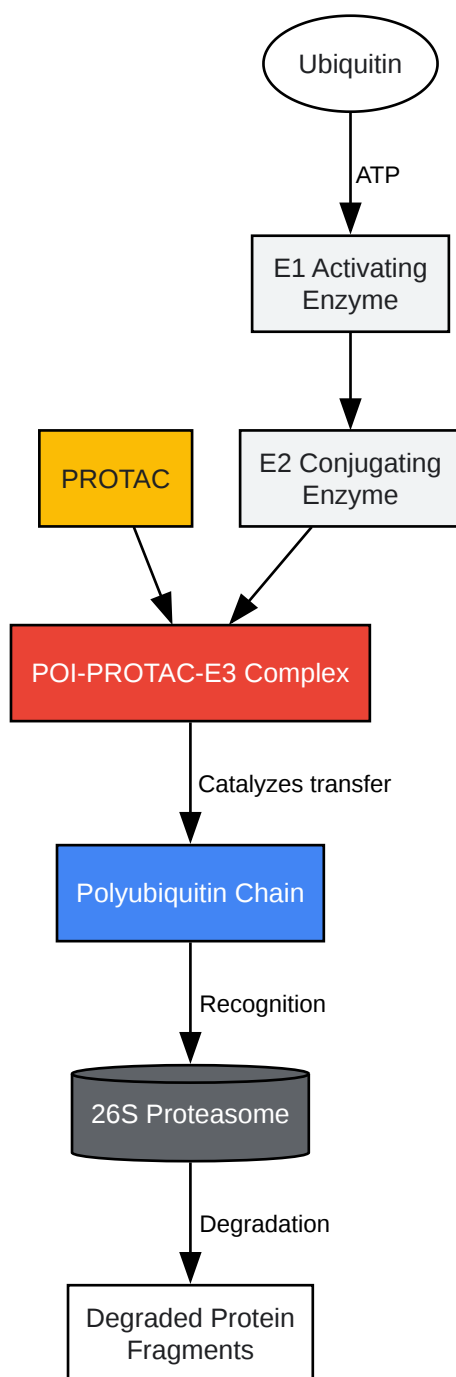 Ubiquitin
ATP
E1 Activating
Enzyme
PROTAC
E2 Conjugating
Enzyme
POI-PROTAC-E3 Complex
Catalyzes transfer
Polyubiquitin Chain
Recognition
26S Proteasome
Degradation
Degraded Protein
Fragments